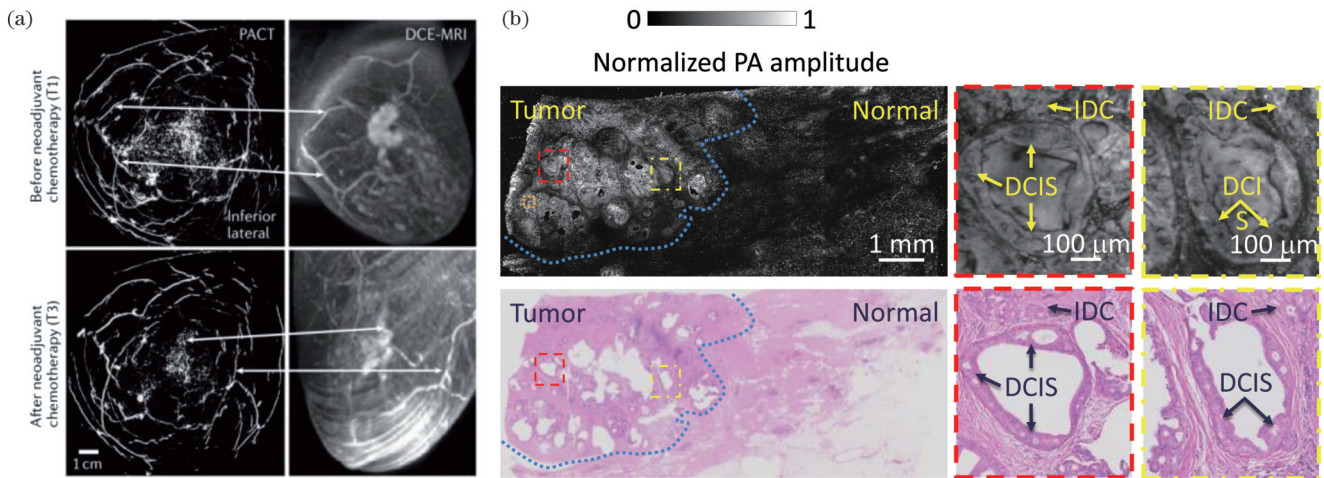 (a)
PACT
DCE-MRI
Before neoadjuvant
chemotherapy (T1)
Inferior
lateral
After neoadjuvant
chemotherapy (T3)
1 cm
(b)
0
1
Normalized PA amplitude
Tumor
Normal
1 mm
IDC
DCIS
100 μm
IDC
DCI
S
100 μm
Tumor
Normal
IDC
DCIS
IDC
DCIS